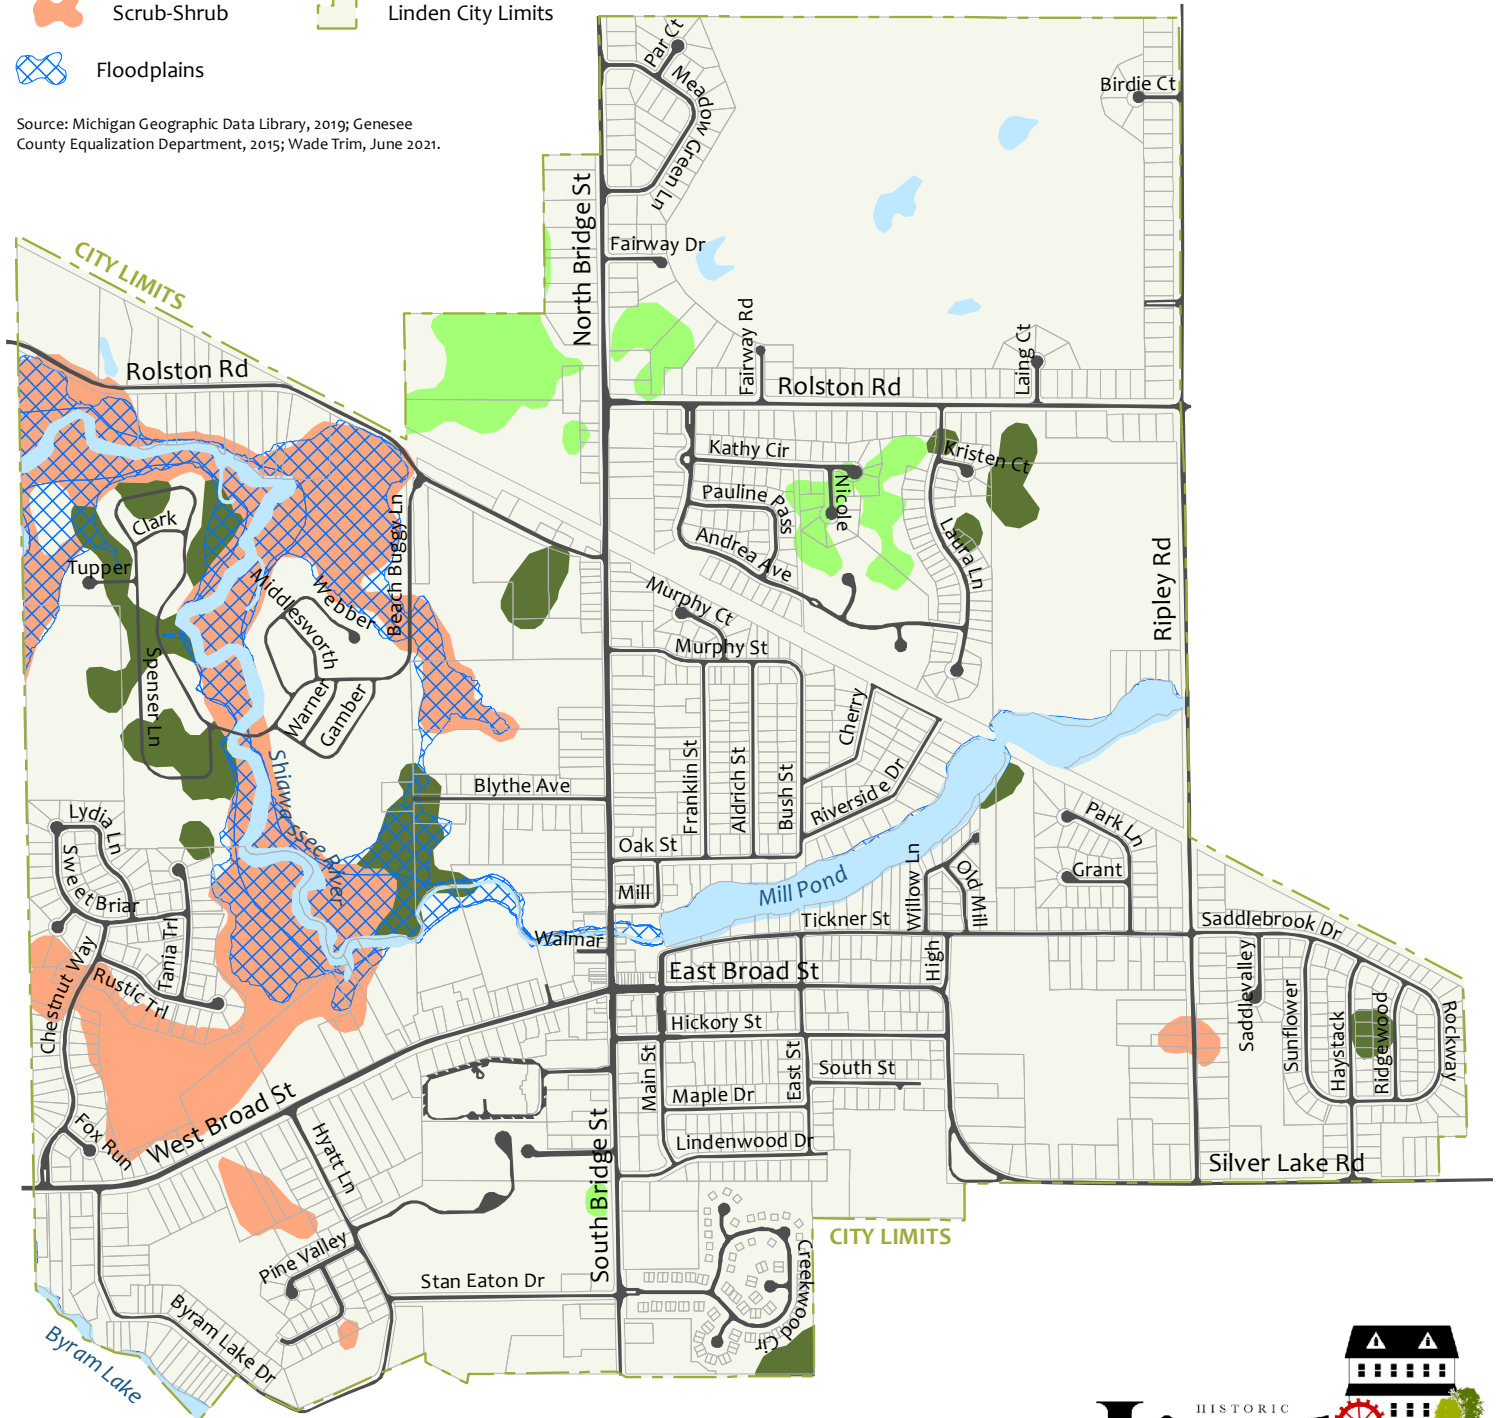 Scrub-Shrub
Linden City Limits
Floodplains
Source: Michigan Geographic Data Library, 2019; Genesee
County Equalization Department, 2015; Wade Trim, June 2021.
Par Ct
Meadow Green Ln
Birdie Ct
North Bridge St
Fairway Dr
CITY LIMITS
Fairway Rd
Laing Ct
Rolston Rd
Rolston Rd
Kathy Cir
Kristen Ct
Nicole
Pauline Pass
Andrea Ave
Laura Ln
Clark
Beach Buggy Ln
Tupper
Webber
Middlesworth
Murphy Ct
Murphy St
Ripley Rd
Spenser Ln
Warner
Gamber
Cherry
Shiawassee River
Blythe Ave
Franklin St
Aldrich St
Bush St
Riverside Dr
Lydia Ln
Sweet Briar
Oak St
Mill
Mill Pond
Willow Ln
Old Mill
Park Ln
Grant
Tania Trl
Walmar
Tickner St
Saddlebrook Dr
Chestnut Way
Rustic Trl
East Broad St
High
Saddlevalley
Sunflower
Haystack
Ridgewood
Rockway
Hickory St
Main St
East St
South St
Maple Dr
Lindenwood Dr
West Broad St
Fox Run
Hyatt Ln
South Bridge St
Silver Lake Rd
CITY LIMITS
Pine Valley
Stan Eaton Dr
Creekwood Cir
Byram Lake Dr
Byram Lake
HISTORIC